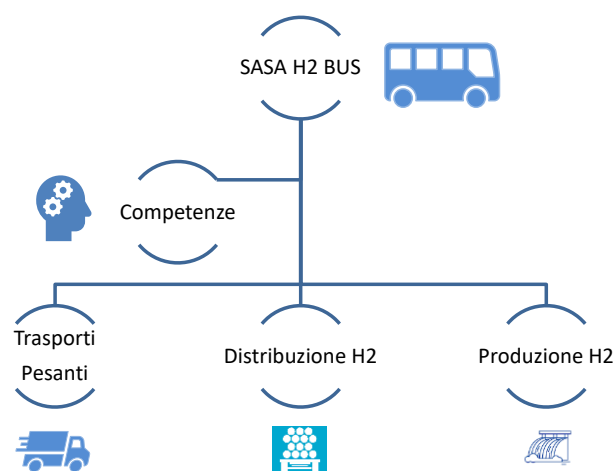 SASA H2 BUS
Competenze
Trasporti
Pesanti
Distribuzione H2
Produzione H2